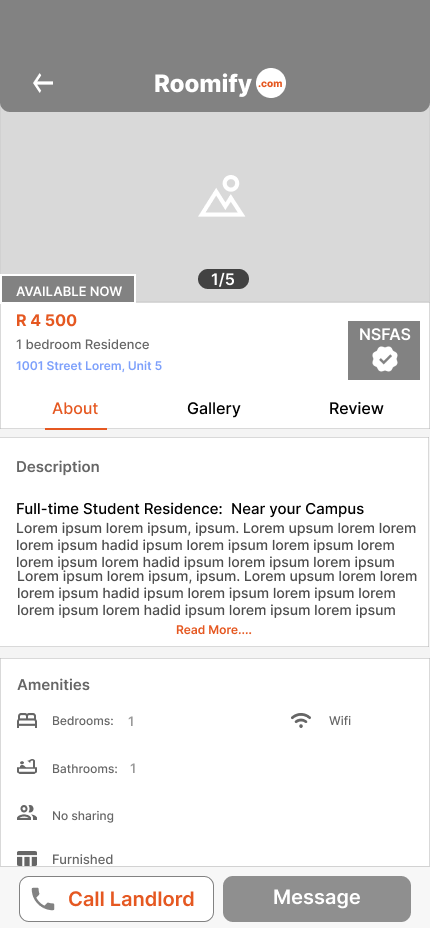 Roomify .com
1/5
AVAILABLE NOW
R 4 500
1 bedroom Residence
1001 Street Lorem, Unit 5
NSFAS
About Gallery Review
Description
Full-time Student Residence: Near your Campus
Lorem ipsum lorem ipsum, ipsum. Lorem upsum lorem lorem
lorem ipsum hadid ipsum lorem ipsum lorem ipsum lorem
lorem ipsum lorem hadid ipsum lorem ipsum lorem ipsum
Lorem ipsum lorem ipsum, ipsum. Lorem upsum lorem lorem
lorem ipsum hadid ipsum lorem ipsum lorem ipsum lorem
lorem ipsum lorem hadid ipsum lorem ipsum lorem ipsum
Read More....
Amenities
Bedrooms: 1 Wifi
Bathrooms: 1
No sharing
Furnished
Call Landlord Message